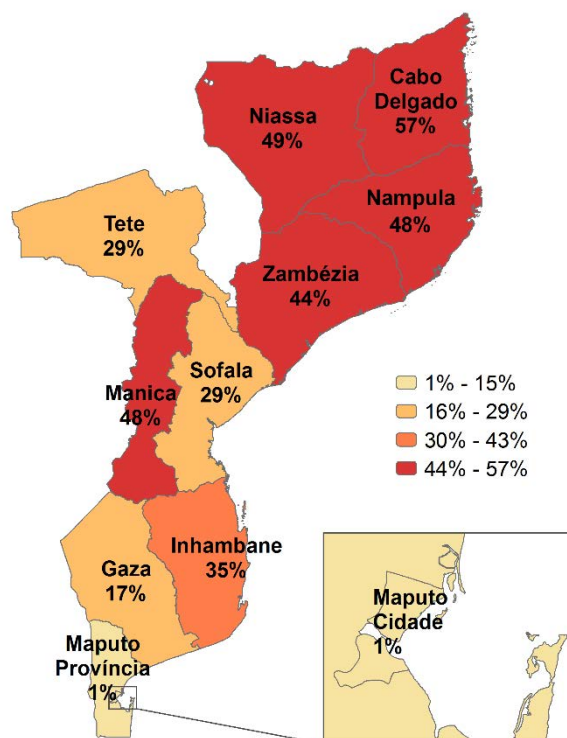 Cabo
Delgado
57%
Niassa
49%
Nampula
48%
Tete
29%
Zambézia
44%
Sofala
29%
Manica
48%
1% - 15%
16% - 29%
30% - 43%
44% - 57%
Inhambane
35%
Gaza
17%
Maputo
Província
1%
Maputo
Cidade
1%